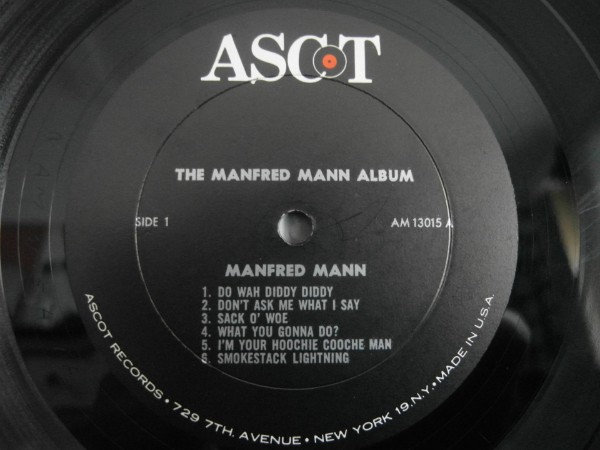 ASCOT
THE MANFRED MANN ALBUM
SIDE 1
AM 13015 A
MANFRED MANN
1. DO WAH DIDDY DIDDY
2. DON'T ASK ME WHAT I SAY
3. SACK O' WOE
4. WHAT YOU GONNA DO?
5. I'M YOUR HOOCHIE COOCHE MAN
6. SMOKESTACK LIGHTNING
ASCOT RECORDS • 729 7TH. AVENUE • NEW YORK 19, N.Y. • MADE IN U.S.A.